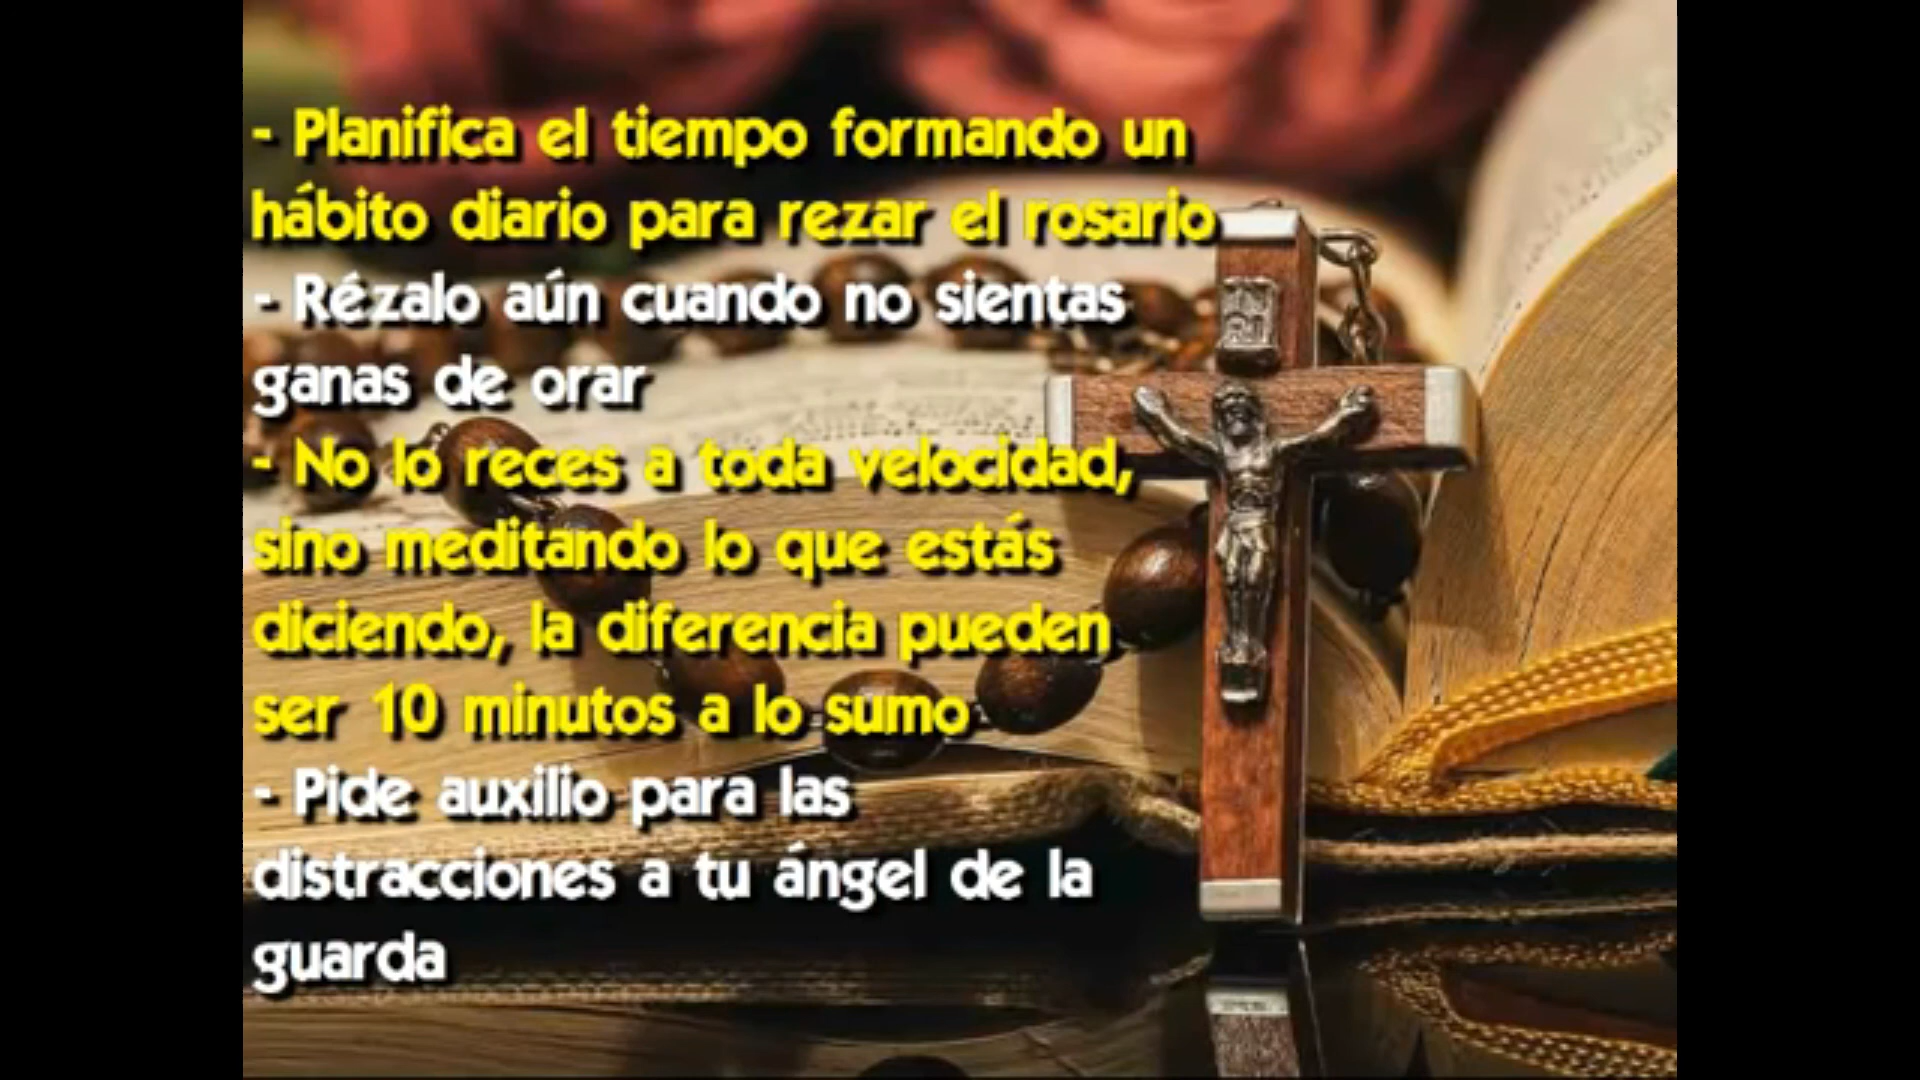 - Planifica el tiempo formando un
hábito diario para rezar el rosario
- Rézalo aún cuando no sientas
ganas de orar
- No lo reces a toda velocidad,
sino meditando lo que estás
diciendo, la diferencia pueden
ser 10 minutos a lo sumo
- Pide auxilio para las
distracciones a tu ángel de la
guarda